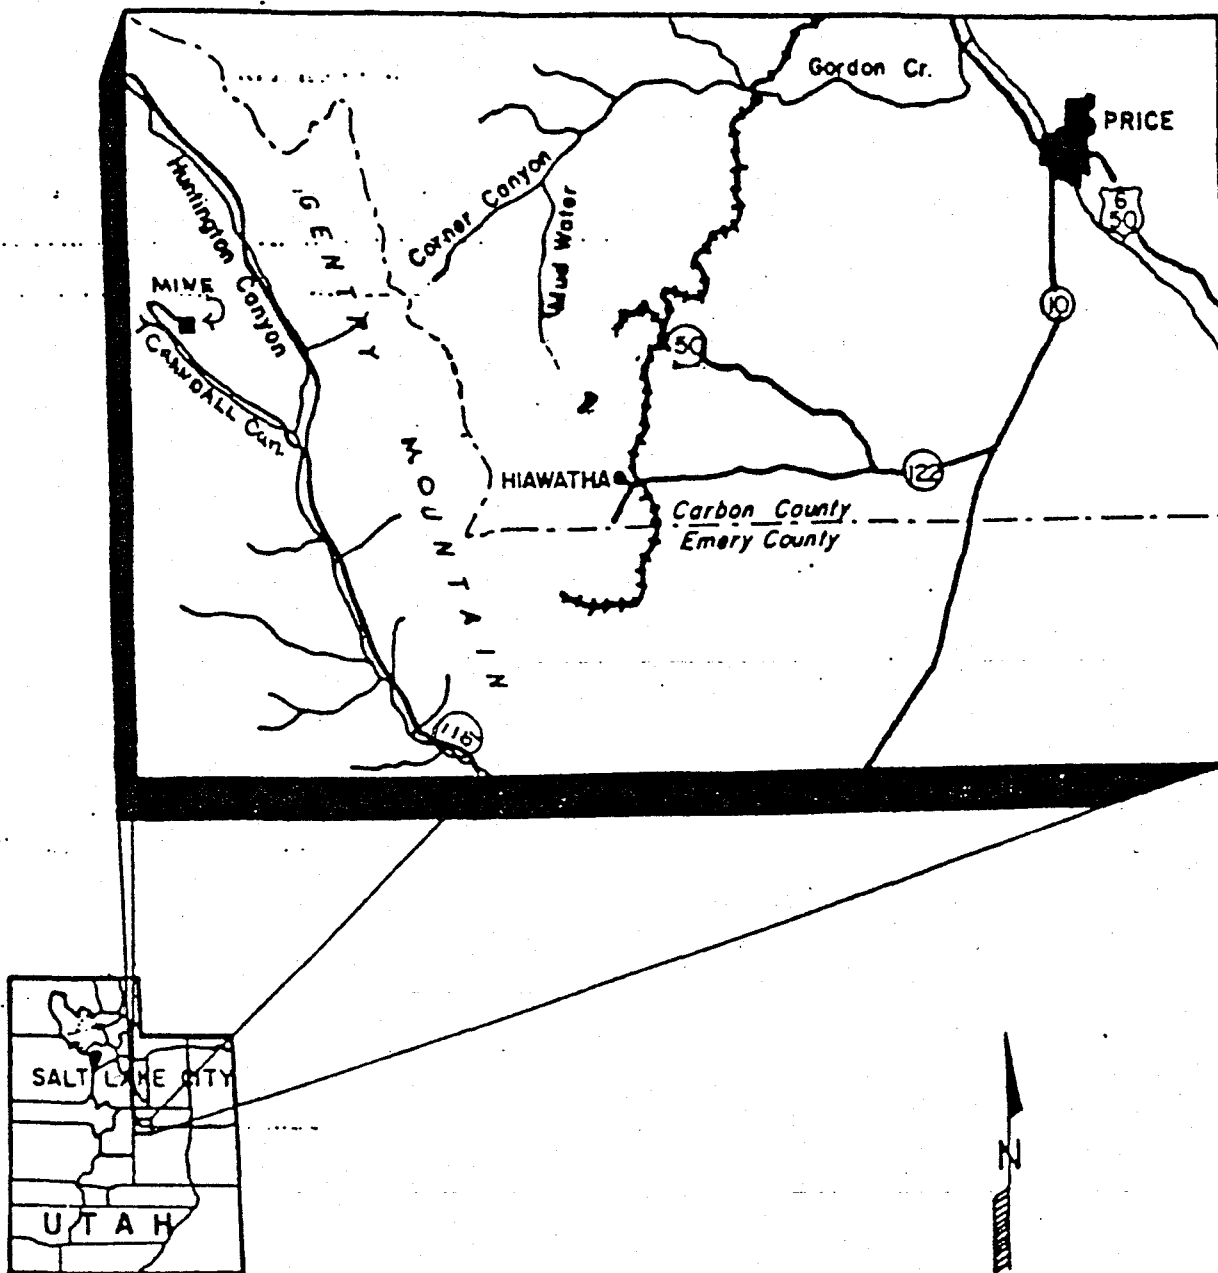 Gordon Cr.
PRICE
6
50
Huntington Canyon
GENTRY
MOUNTAIN
Corner Canyon
Mud Water
MINE
CRANDALL Can.
10
50
HIAWATHA
122
Carbon County
Emery County
116
SALT LAKE CITY
UTAH
N